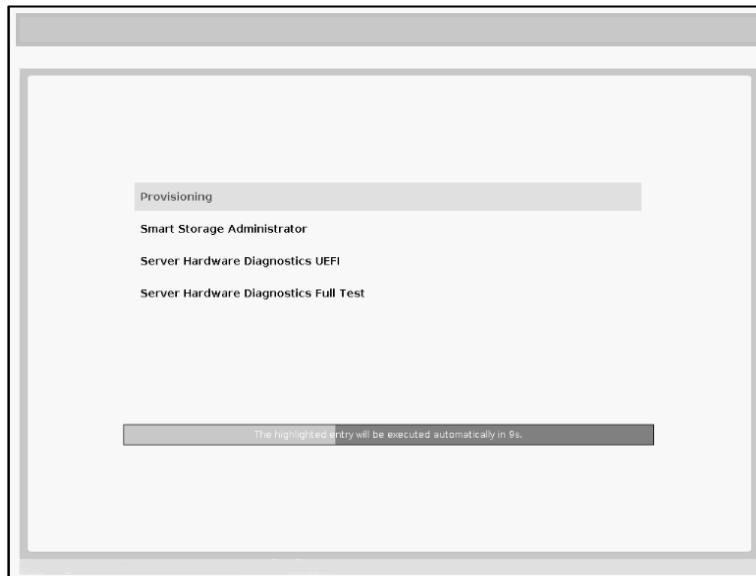 Provisioning
Smart Storage Administrator
Server Hardware Diagnostics UEFI
Server Hardware Diagnostics Full Test
The highlighted entry will be executed automatically in 9s.